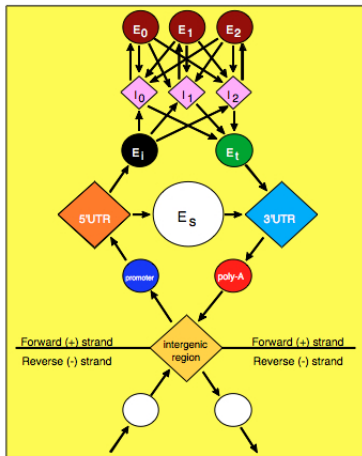 E0 E1 E2
I0 I1 I2
Ei Et
5'UTR Es 3'UTR
promoter poly-A
intergenic
region
Forward (+) strand Forward (+) strand
Reverse (-) strand Reverse (-) strand